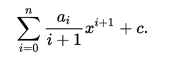 $\sum_{i=0}^{n} \frac{a_i}{i+1} x^{i+1} + c.$